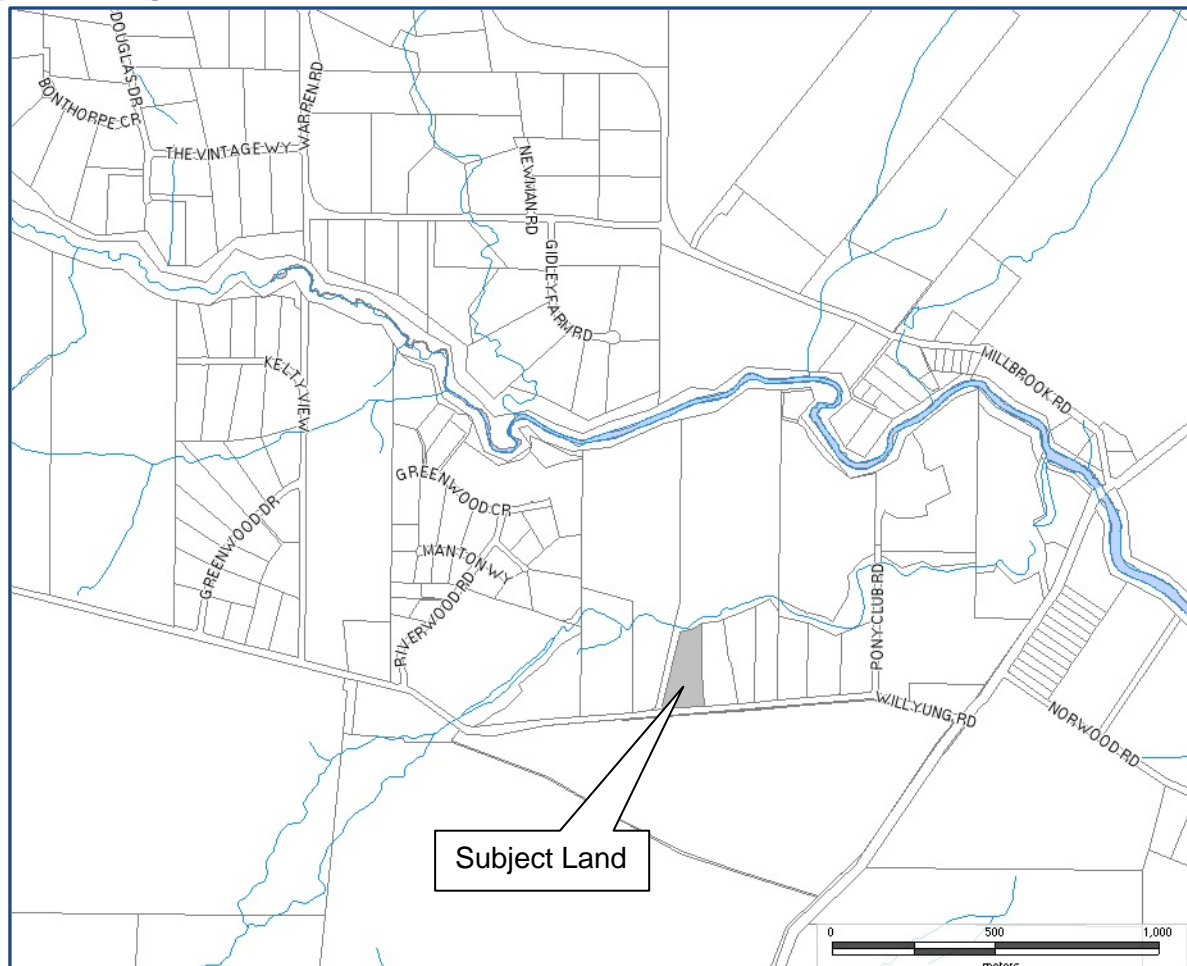 DOUGLAS DR
BONTHORPE CR
WARREN RD
THE VINTAGE WY
NEWMAN RD
GIDLEY FARM RD
KELTY VIEW
MILLBROOK RD
GREENWOOD CR
GREENWOOD DR
MANTON WY
RIVERWOOD RD
PONY CLUB RD
WILLYUNG RD
NORWOOD RD
Subject Land
0 500 1,000
meters